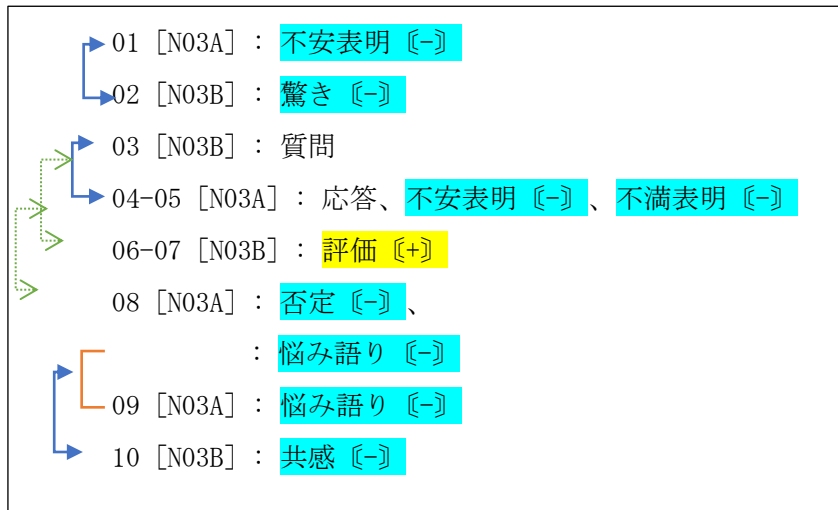 01 [N03A] : 不安表明〔-〕
02 [N03B] : 驚き〔-〕
03 [N03B] : 質問
04-05 [N03A] : 応答、不安表明〔-〕、不満表明〔-〕
06-07 [N03B] : 評価〔+〕
08 [N03A] : 否定〔-〕、
: 悩み語り〔-〕
09 [N03A] : 悩み語り〔-〕
10 [N03B] : 共感〔-〕